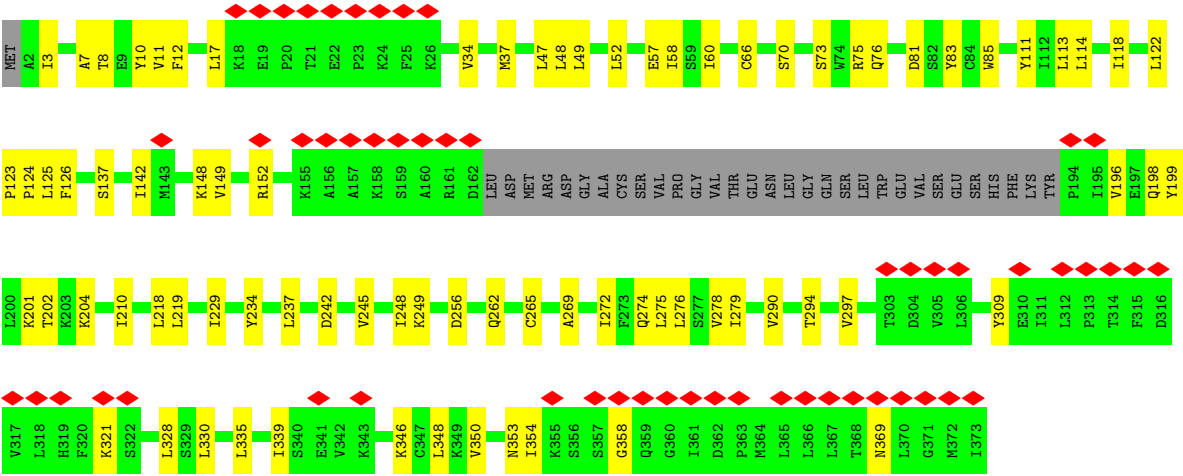 MET A2 I3 A7 T8 E9 Y10 V11 F12 L17 K18 E19 P20 T21 E22 P23 K24 F25 K26 V34 M37 L47 L48 L49 L52 E57 I58 S59 I60 C66 S70 S73 W74 R75 Q76 D81 S82 Y83 C84 W85 Y111 I112 L113 L114 I118 L122
P123 P124 L125 F126 S137 I142 M143 K148 V149 R152 K155 A156 A157 K158 S159 A160 R161 D162 LEU ASP MET ARG ASP GLY ALA CYS SER VAL PRO GLY VAL THR GLU ASN LEU GLY GLN SER LEU TRP GLU VAL SER GLU SER HIS PHE LYS TYR P194 I195 V196 E197 Q198 Y199
L200 K201 T202 K203 K204 I210 L218 L219 I229 Y234 L237 D242 V245 I248 K249 D256 Q262 C265 A269 I272 F273 Q274 L275 L276 S277 V278 I279 V290 T294 V297 T303 D304 V305 L306 Y309 E310 I311 L312 P313 T314 F315 D316
V317 L318 H319 F320 K321 S322 L328 S329 L330 L335 I339 S340 E341 V342 K343 K346 C347 L348 K349 V350 N353 I354 K355 S356 S357 G358 Q359 G360 I361 D362 P363 M364 L365 L366 L367 T368 N369 L370 G371 M372 I373